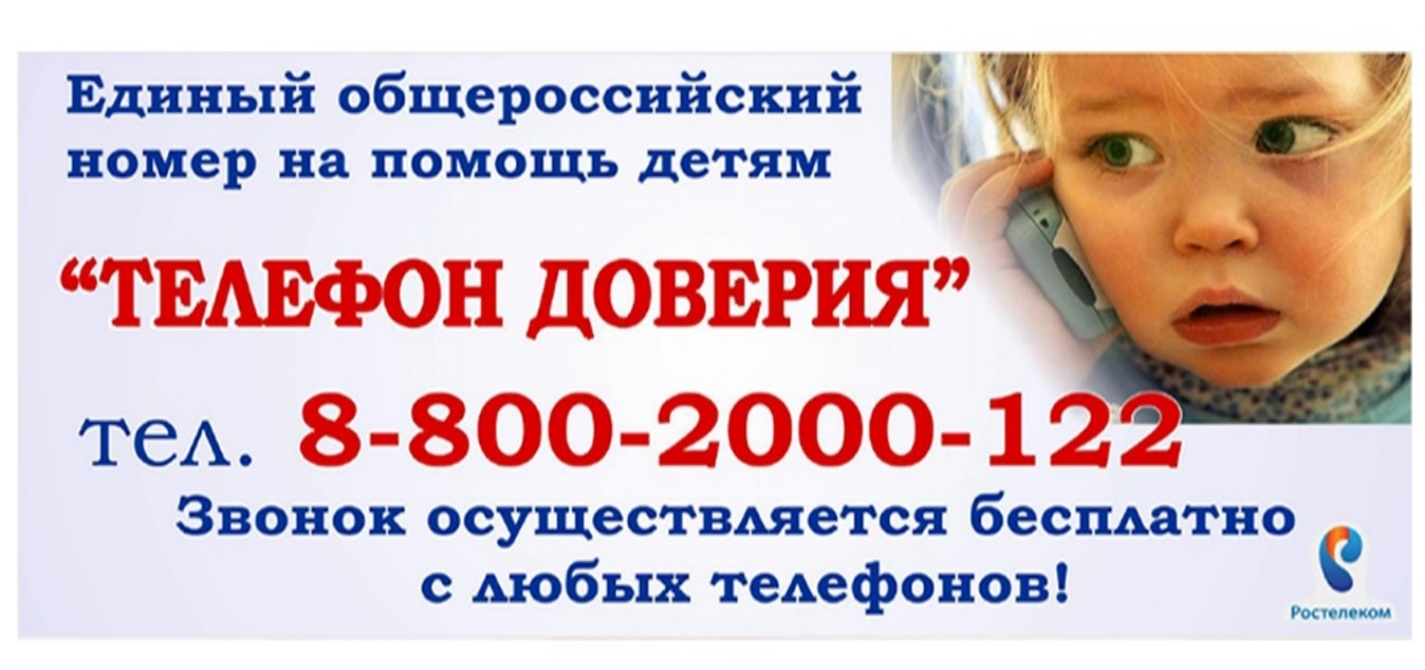 Единый общероссийский
номер на помощь детям
“ТЕЛЕФОН ДОВЕРИЯ”
тел. 8-800-2000-122
Звонок осуществляется бесплатно
с любых телефонов!
Ростелеком